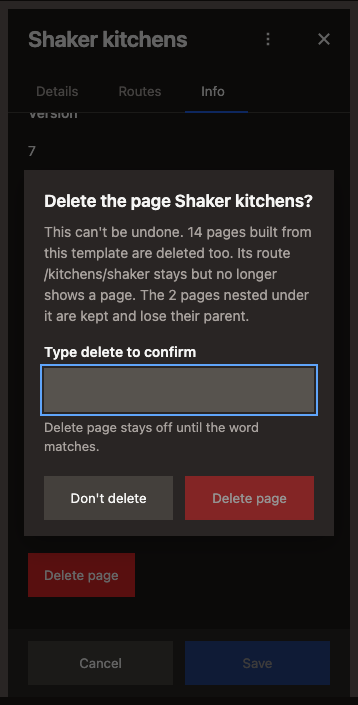 Shaker kitchens
Details
Routes
Info
Version
7
Delete the page Shaker kitchens?
This can't be undone. 14 pages built from
this template are deleted too. Its route
/kitchens/shaker stays but no longer
shows a page. The 2 pages nested under
it are kept and lose their parent.
Type delete to confirm
Delete page stays off until the word
matches.
Don't delete
Delete page
Delete page
Cancel
Save